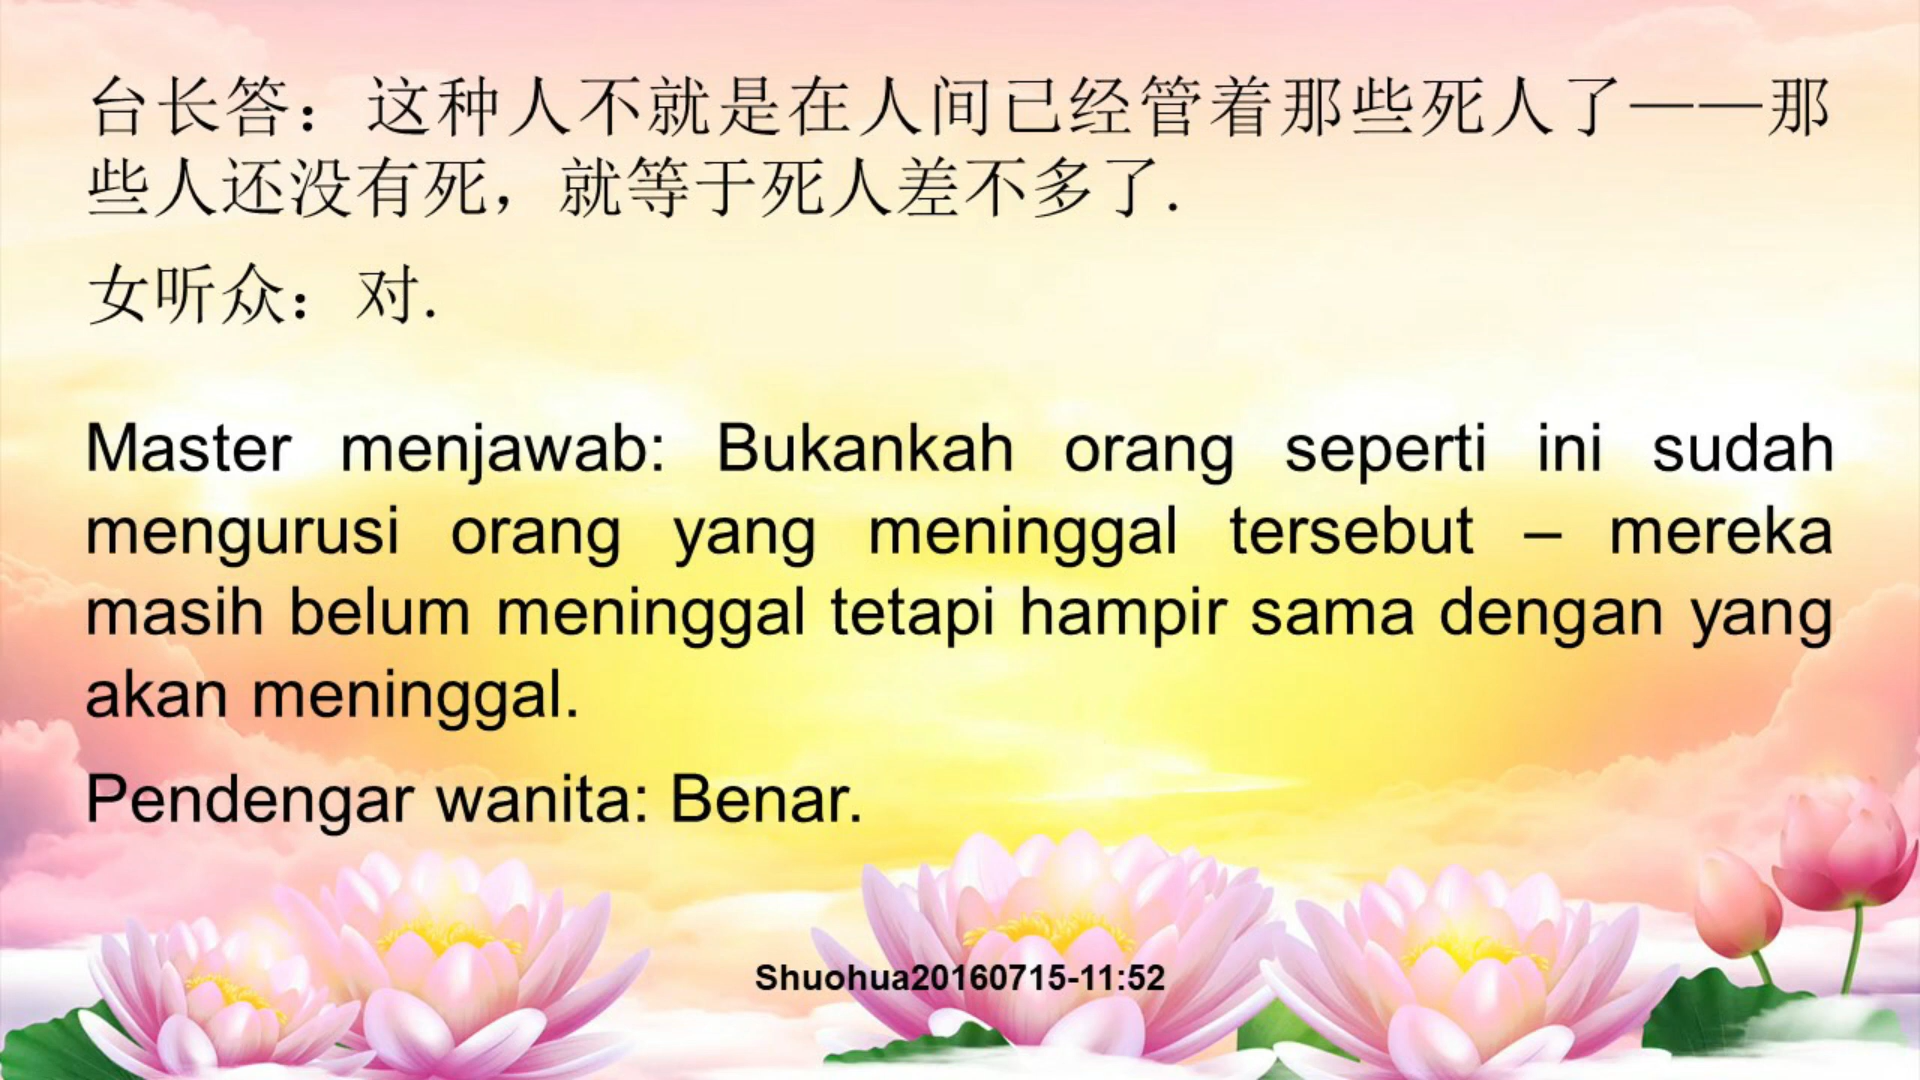 台长答：这种人不就是在人间已经管着那些死人了——那
些人还没有死，就等于死人差不多了.
女听众：对.
Master menjawab: Bukankah orang seperti ini sudah
mengurusi orang yang meninggal tersebut – mereka
masih belum meninggal tetapi hampir sama dengan yang
akan meninggal.
Pendengar wanita: Benar.
Shuohua20160715-11:52